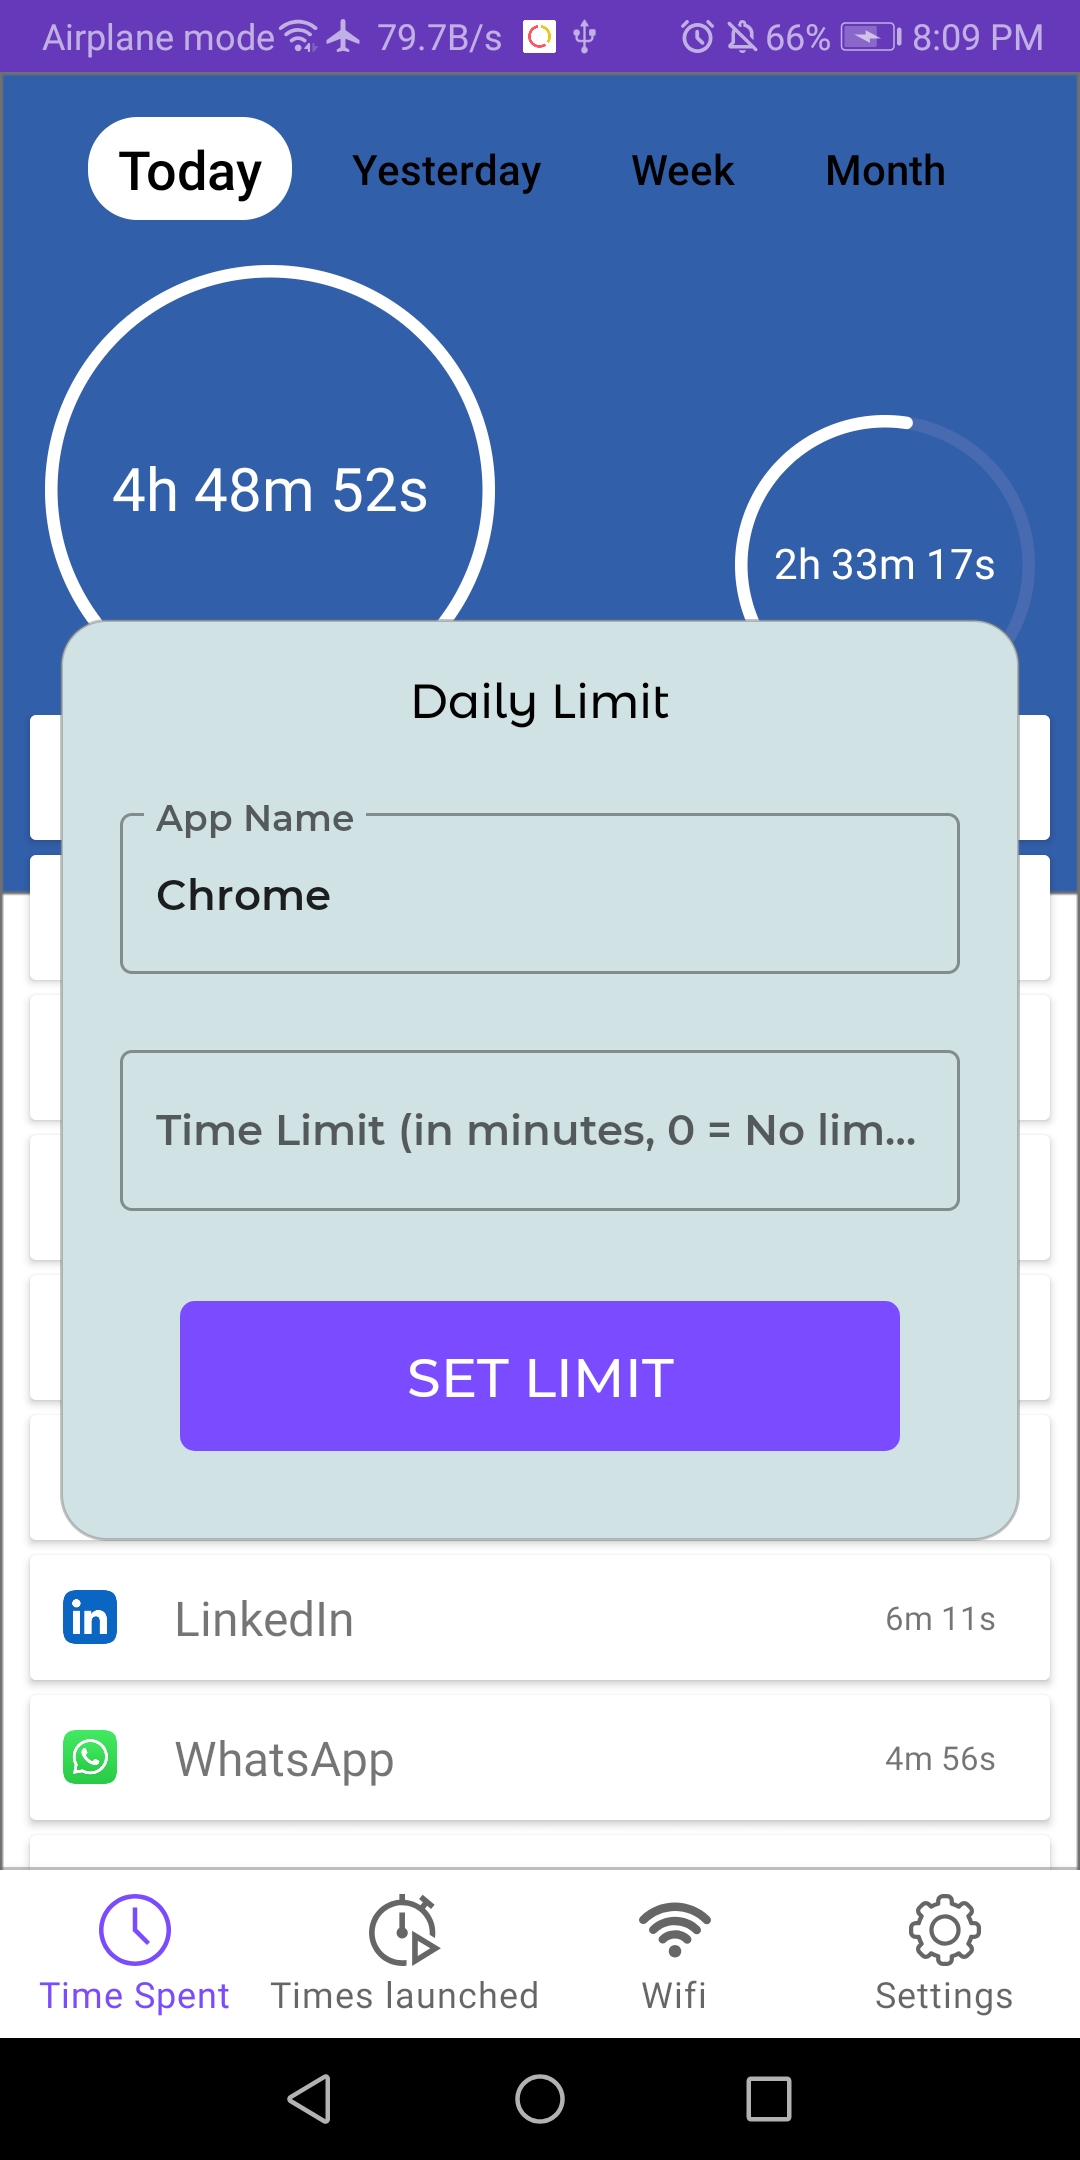 Airplane mode 79.7B/s 66% 8:09 PM
Today Yesterday Week Month
4h 48m 52s
2h 33m 17s
Daily Limit
App Name
Chrome
Time Limit (in minutes, 0 = No lim...
SET LIMIT
in LinkedIn 6m 11s
WhatsApp 4m 56s
Time Spent Times launched Wifi Settings